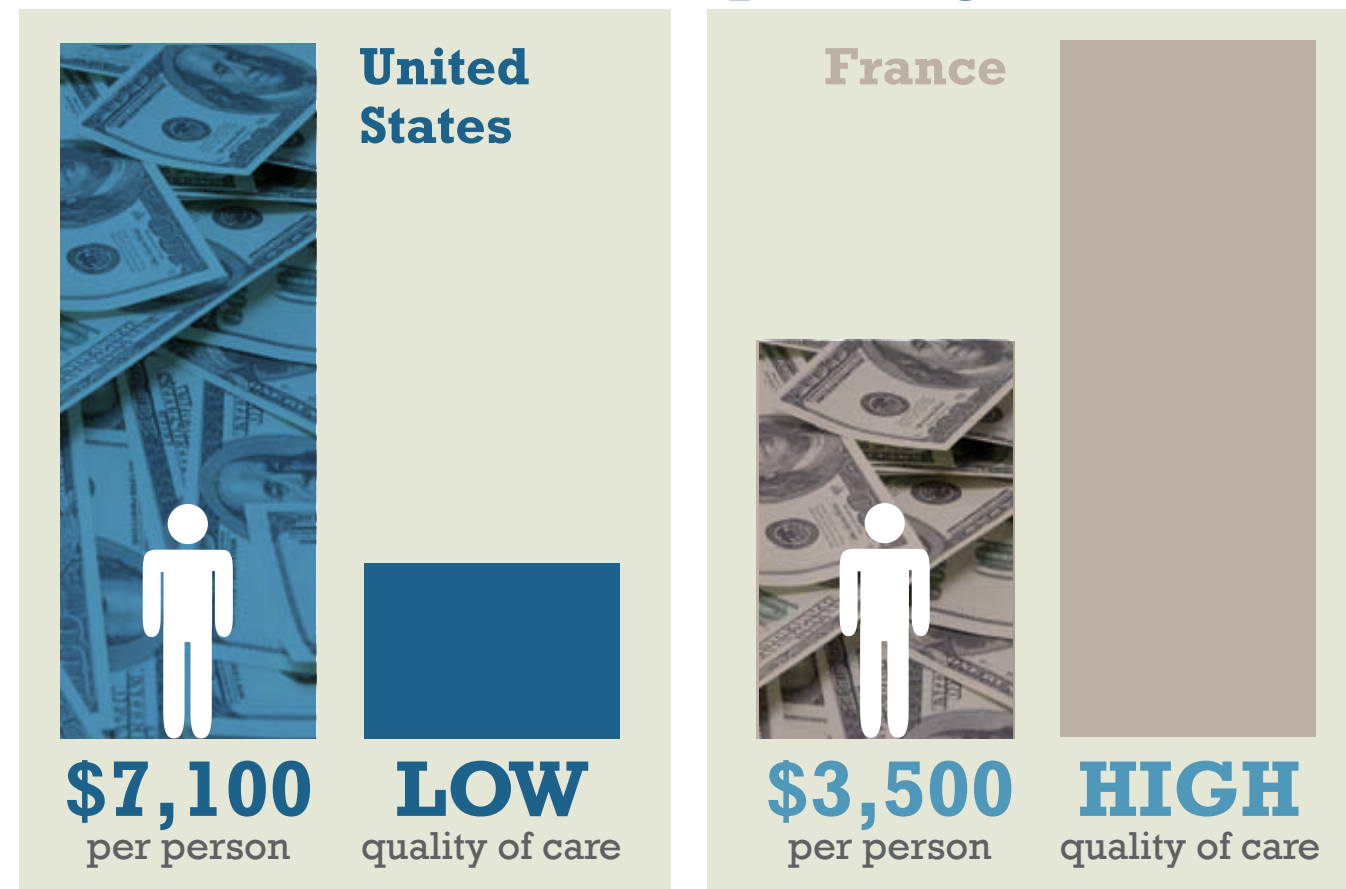 United
States
$7,100
per person
LOW
quality of care
France
$3,500
per person
HIGH
quality of care